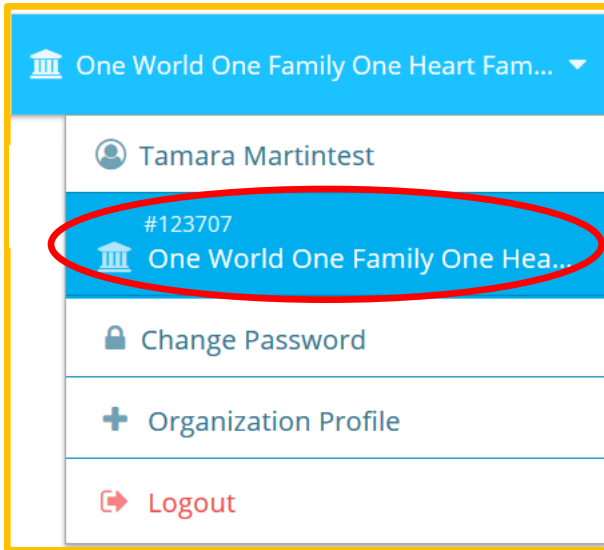 One World One Family One Heart Fam...
Tamara Martintest
#123707
One World One Family One Hea...
Change Password
Organization Profile
Logout